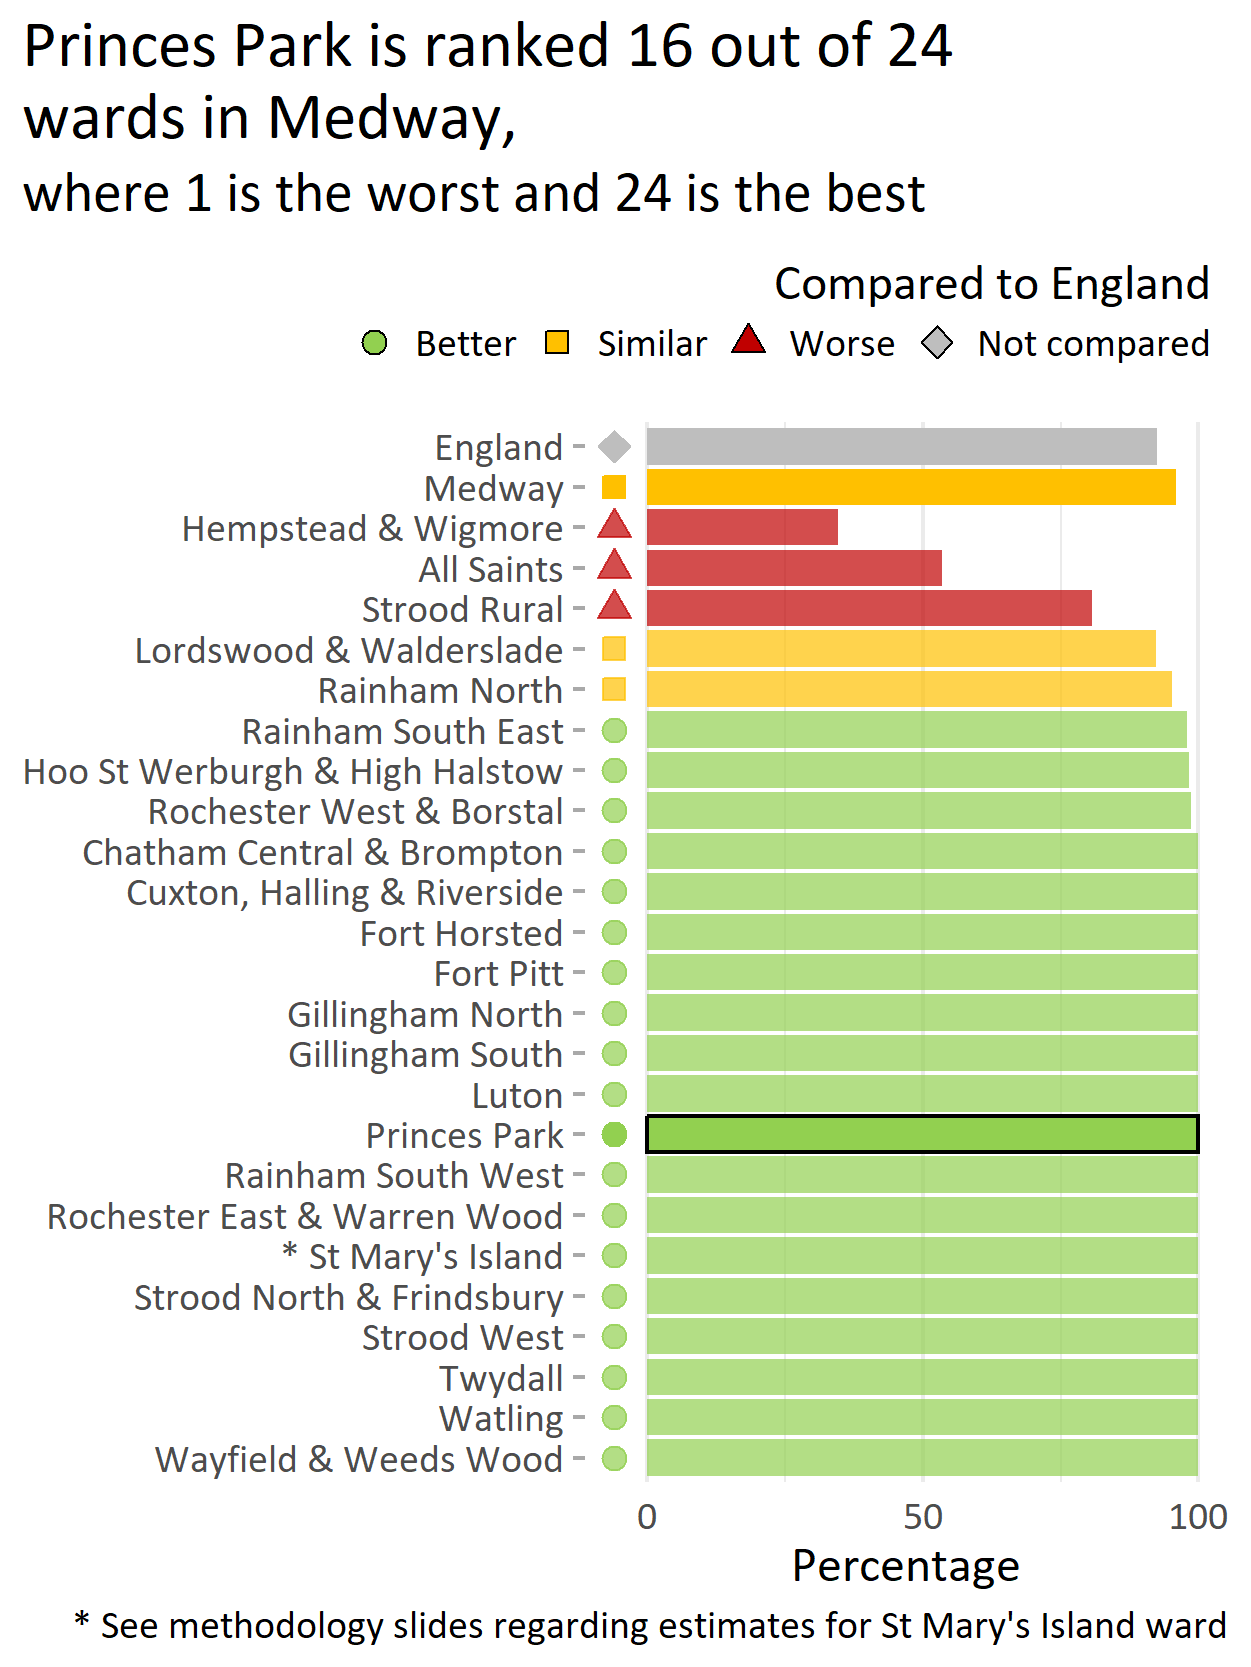 Princes Park is ranked 16 out of 24
wards in Medway,
where 1 is the worst and 24 is the best
Compared to England
Better Similar Worse Not compared
England
Medway
Hempstead & Wigmore
All Saints
Strood Rural
Lordswood & Walderslade
Rainham North
Rainham South East
Hoo St Werburgh & High Halstow
Rochester West & Borstal
Chatham Central & Brompton
Cuxton, Halling & Riverside
Fort Horsted
Fort Pitt
Gillingham North
Gillingham South
Luton
Princes Park
Rainham South West
Rochester East & Warren Wood
* St Mary's Island
Strood North & Frindsbury
Strood West
Twydall
Watling
Wayfield & Weeds Wood
0 50 100
Percentage
* See methodology slides regarding estimates for St Mary's Island ward